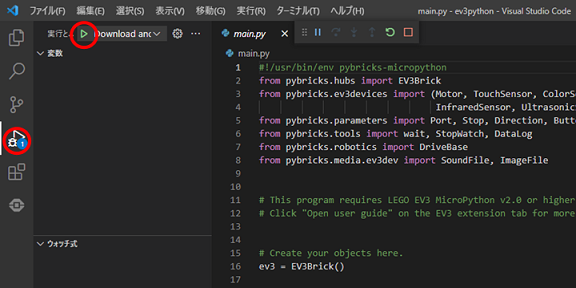 ファイル(F) 編集(E) 選択(S) 表示(V) 移動(G) 実行(R) ターミナル(T) ヘルプ(H)
main.py - ev3python - Visual Studio Code
実行と… Download and
変数
ウォッチ式
1
main.py
main.py
1 #!/usr/bin/env pybricks-micropython
2 from pybricks.hubs import EV3Brick
3 from pybricks.ev3devices import (Motor, TouchSensor, ColorSe
4 InfraredSensor, Ultrasonic
5 from pybricks.parameters import Port, Stop, Direction, Butt
6 from pybricks.tools import wait, StopWatch, DataLog
7 from pybricks.robotics import DriveBase
8 from pybricks.media.ev3dev import SoundFile, ImageFile
9
10
11 # This program requires LEGO EV3 MicroPython v2.0 or higher
12 # Click "Open user guide" on the EV3 extension tab for more
13
14
15 # Create your objects here.
16 ev3 = EV3Brick()